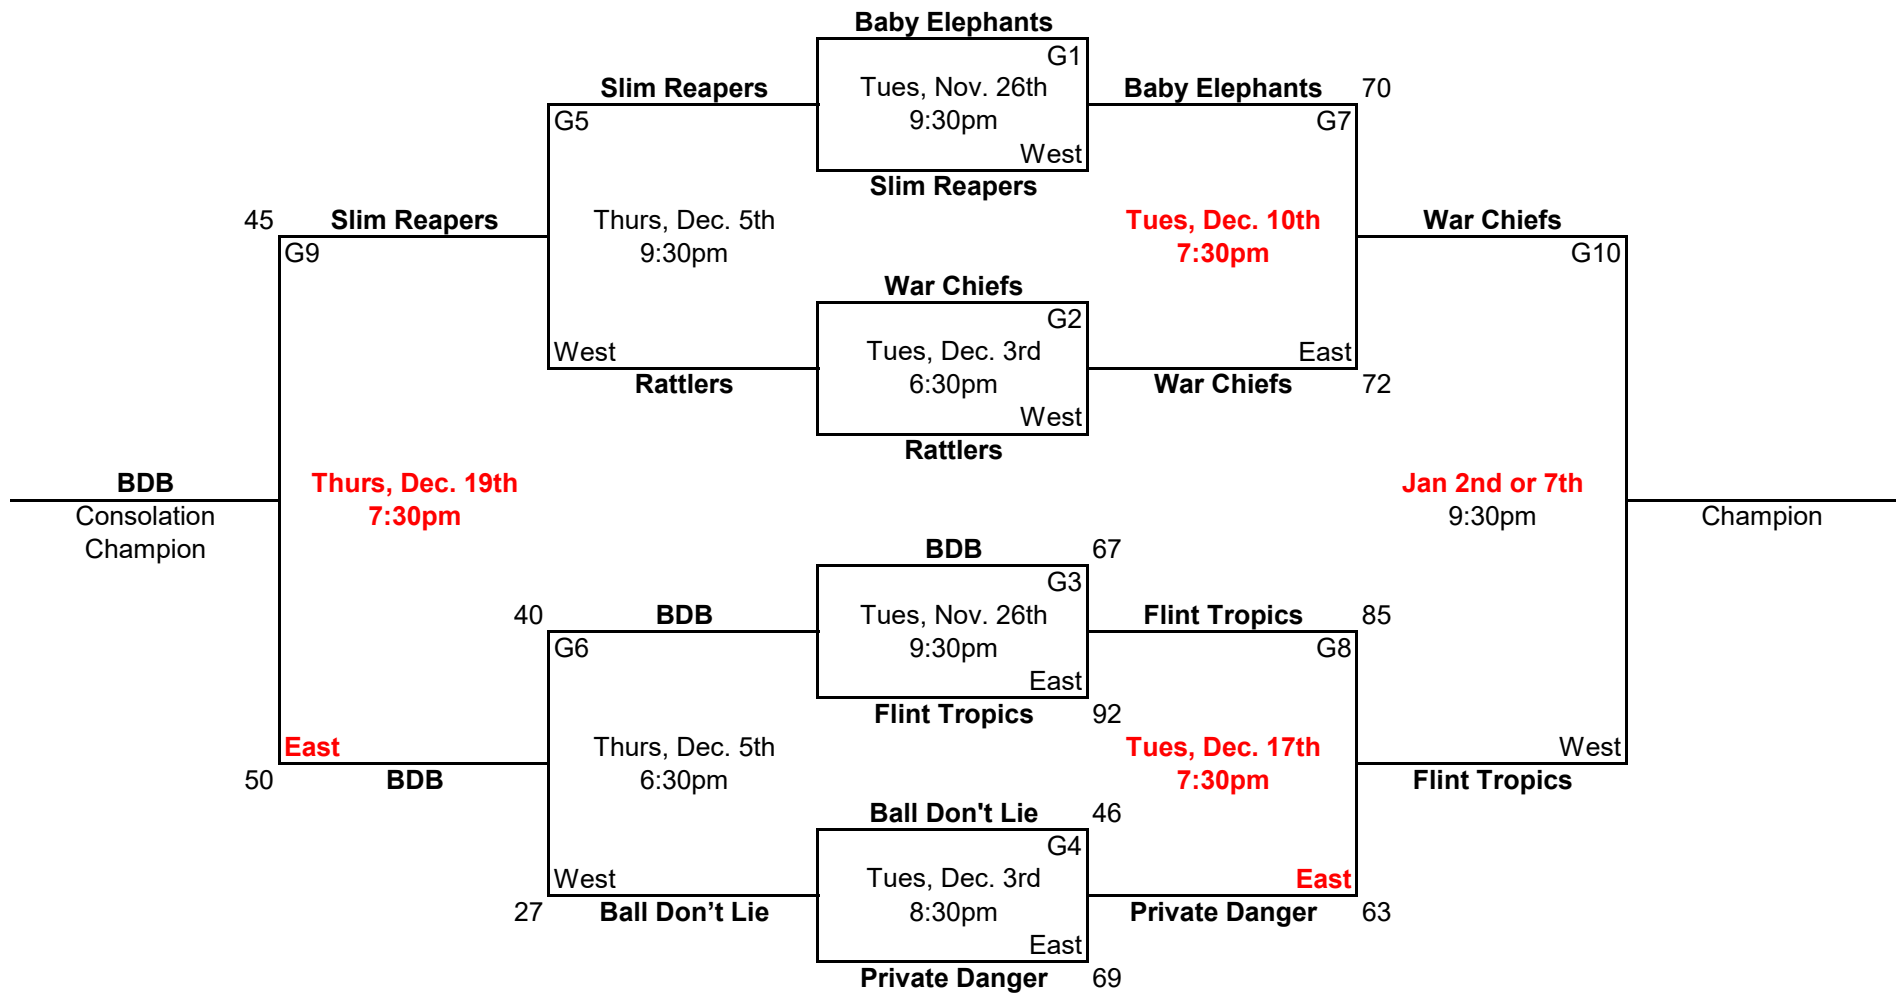 Baby Elephants
G1
Slim Reapers
Tues, Nov. 26th
Baby Elephants
70
G5
9:30pm
G7
West
Slim Reapers
45
Slim Reapers
Thurs, Dec. 5th
Tues, Dec. 10th
War Chiefs
G9
9:30pm
7:30pm
G10
War Chiefs
G2
West
Tues, Dec. 3rd
East
Rattlers
6:30pm
War Chiefs
72
West
Rattlers
BDB
Thurs, Dec. 19th
Jan 2nd or 7th
Consolation
7:30pm
9:30pm
Champion
Champion
BDB
67
G3
40
BDB
Tues, Nov. 26th
Flint Tropics
85
G6
9:30pm
G8
East
Flint Tropics
92
East
Thurs, Dec. 5th
Tues, Dec. 17th
West
50
BDB
6:30pm
7:30pm
Flint Tropics
Ball Don't Lie
46
G4
West
Tues, Dec. 3rd
East
27
Ball Don’t Lie
8:30pm
Private Danger
63
East
Private Danger
69